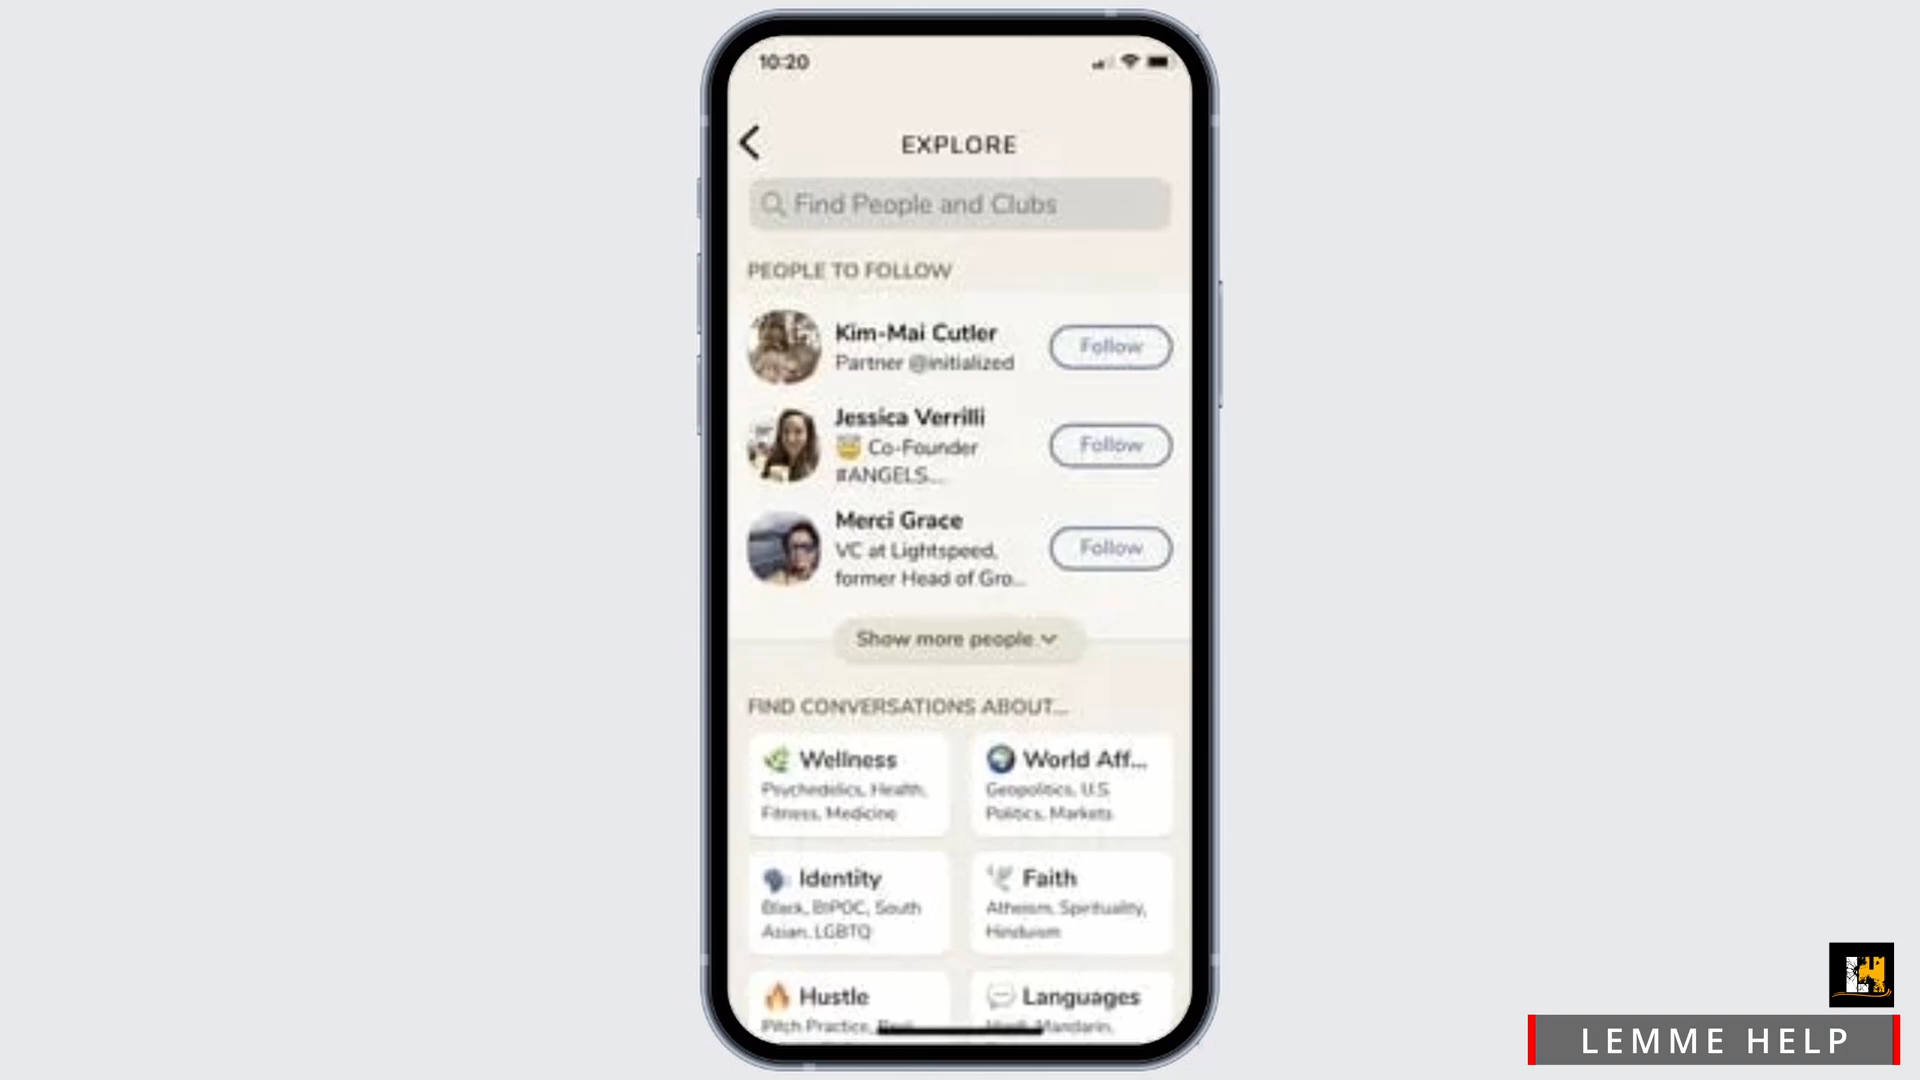 10:20
EXPLORE
Find People and Clubs
PEOPLE TO FOLLOW
Kim-Mai Cutler
Partner @initialized
Follow
Jessica Verrilli
😇 Co-Founder
#ANGELS...
Follow
Merci Grace
VC at Lightspeed,
former Head of Gro...
Follow
Show more people
FIND CONVERSATIONS ABOUT...
Wellness
Psychedelics, Health,
Fitness, Medicine
World Aff...
Geopolitics, U.S.
Politics, Markets
Identity
Black, BIPOC, South
Asian, LGBTQ
Faith
Atheism, Spirituality,
Hinduism
Hustle
Pitch Practice,
Languages
Mandarin,
LEMME HELP